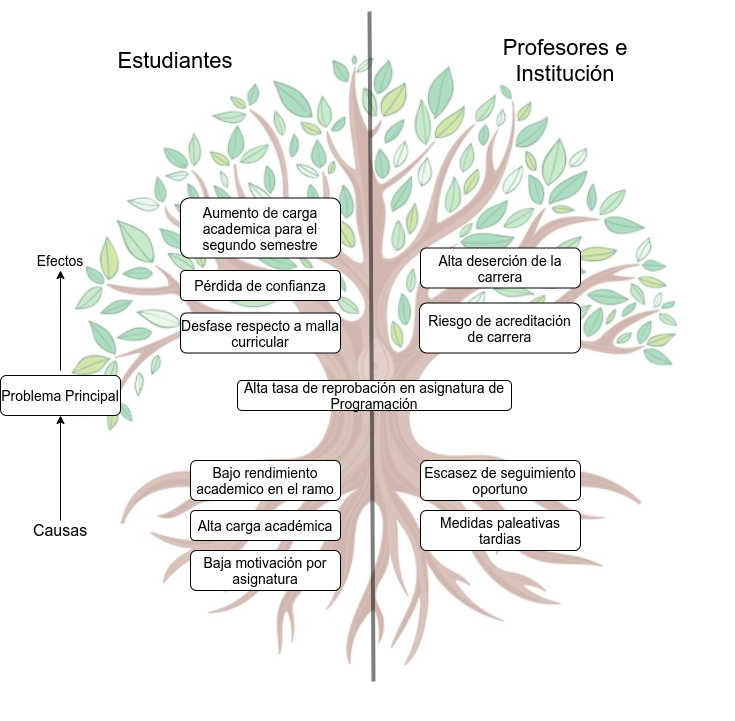 Estudiantes
Profesores e
Institución
Aumento de carga
academica para el
segundo semestre
Efectos
Pérdida de confianza
Desfase respecto a malla
curricular
Alta deserción de la
carrera
Riesgo de acreditación
de carrera
Problema Principal
Alta tasa de reprobación en asignatura de
Programación
Causas
Bajo rendimiento
academico en el ramo
Alta carga académica
Baja motivación por
asignatura
Escasez de seguimiento
oportuno
Medidas paleativas
tardias